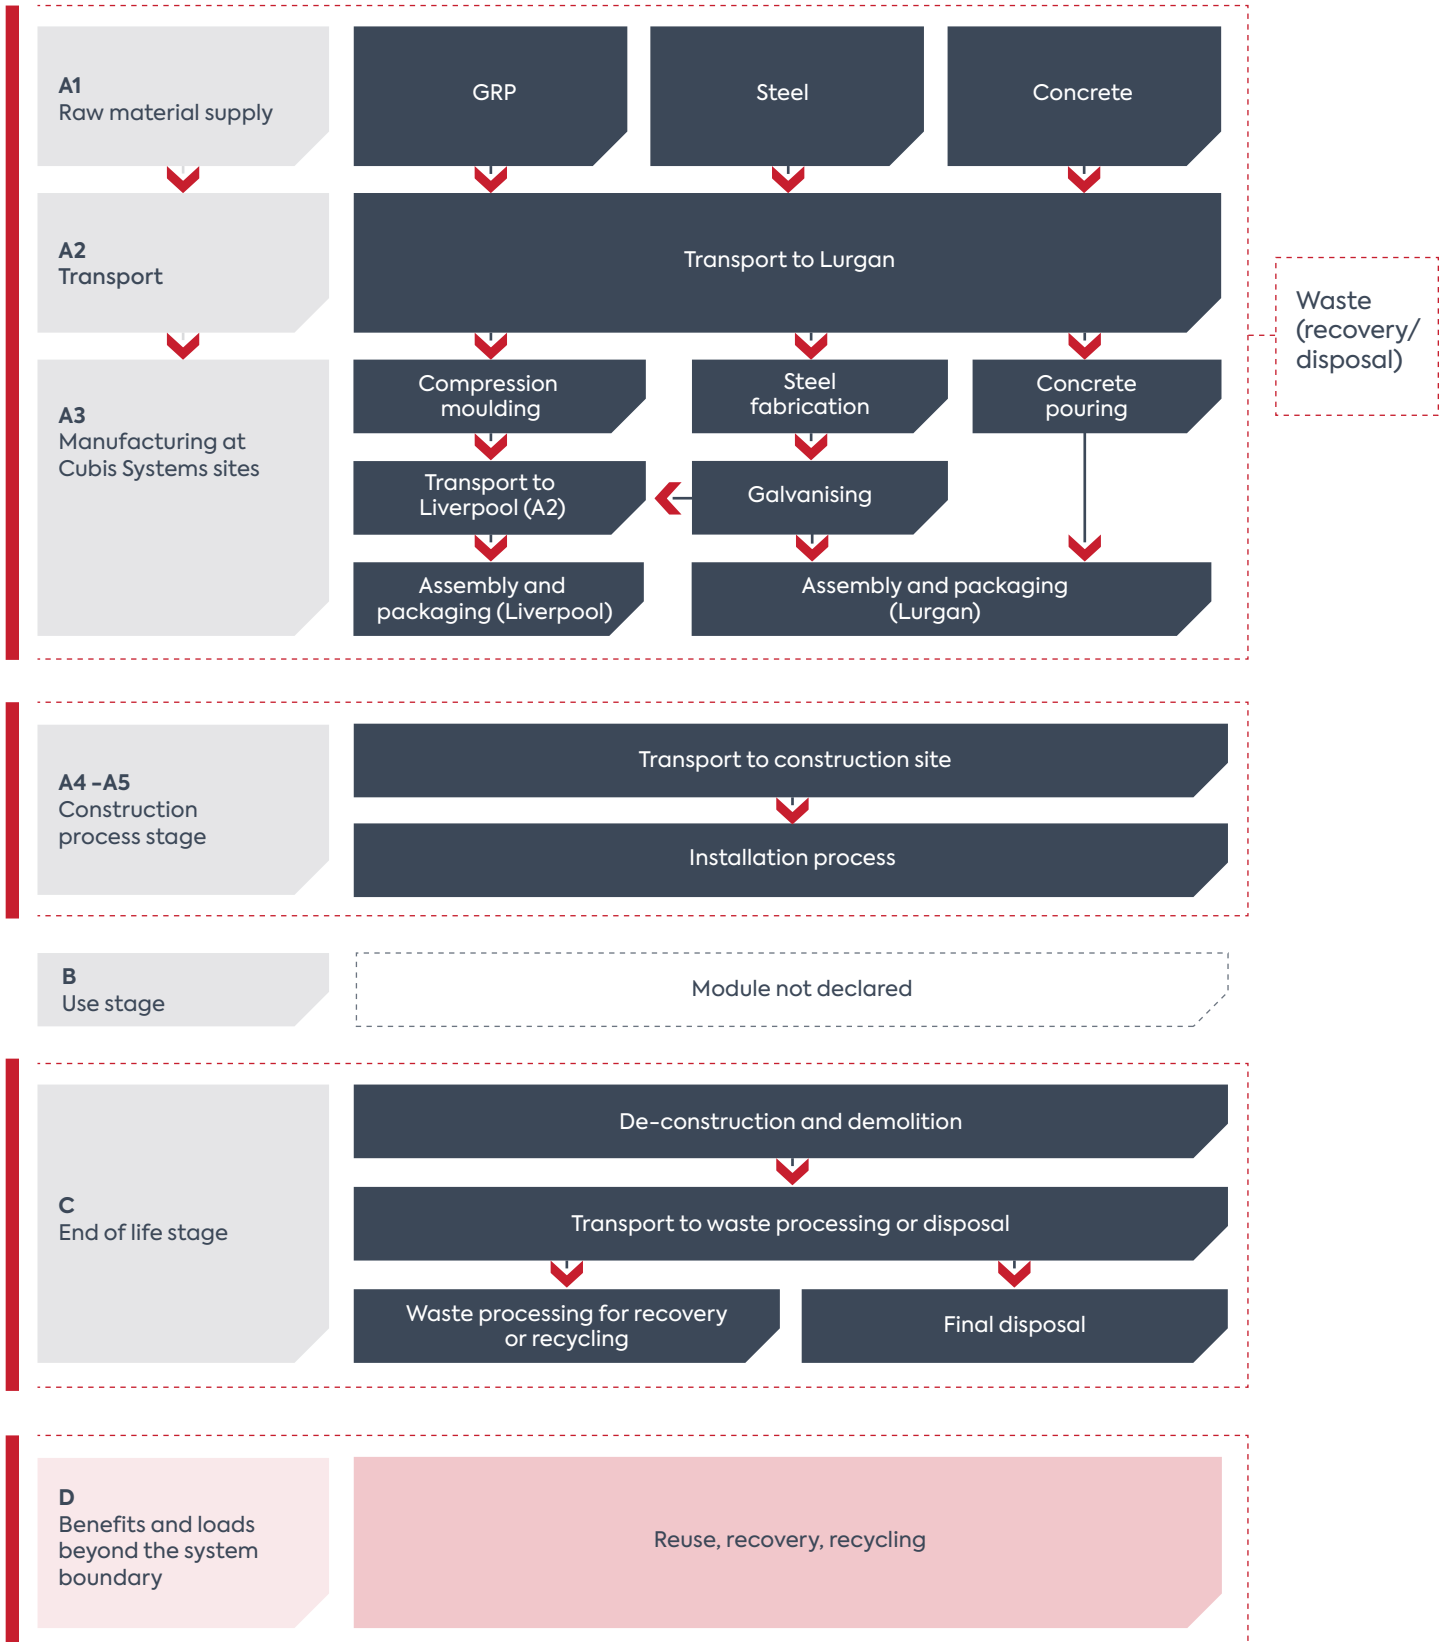 A1
Raw material supply
GRP
Steel
Concrete
A2
Transport
Transport to Lurgan
Waste
(recovery/
disposal)
A3
Manufacturing at
Cubis Systems sites
Compression
moulding
Steel
fabrication
Concrete
pouring
Transport to
Liverpool (A2)
Galvanising
Assembly and
packaging (Liverpool)
Assembly and packaging
(Lurgan)
A4 -A5
Construction
process stage
Transport to construction site
Installation process
B
Use stage
Module not declared
C
End of life stage
De-construction and demolition
Transport to waste processing or disposal
Waste processing for recovery
or recycling
Final disposal
D
Benefits and loads
beyond the system
boundary
Reuse, recovery, recycling